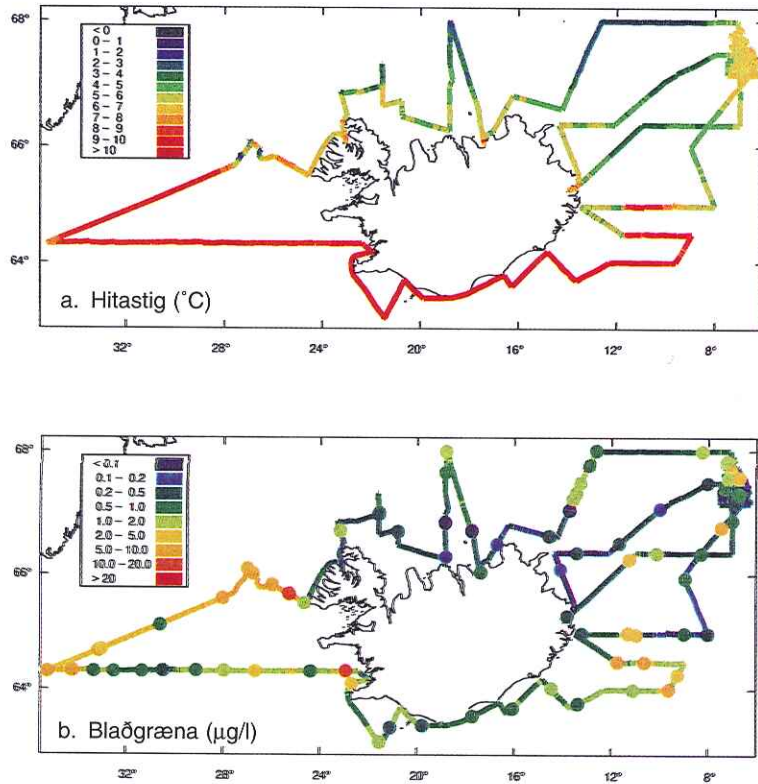 68°
66°
64°
<0
0 – 1
1 – 2
2 – 3
3 – 4
4 – 5
5 – 6
6 – 7
7 – 8
8 – 9
9 – 10
>10
a. Hitastig (˚C)
32° 24° 20° 16° 12° 8°
68°
66°
64°
<0.1
0.1 – 0.2
0.2 – 0.5
0.5 – 1.0
1.0 – 2.0
2.0 – 5.0
5.0 – 10.0
10.0 – 20.0
>20
b. Blaðgræna (µg/l)
32° 28° 24° 20° 16° 12° 8°